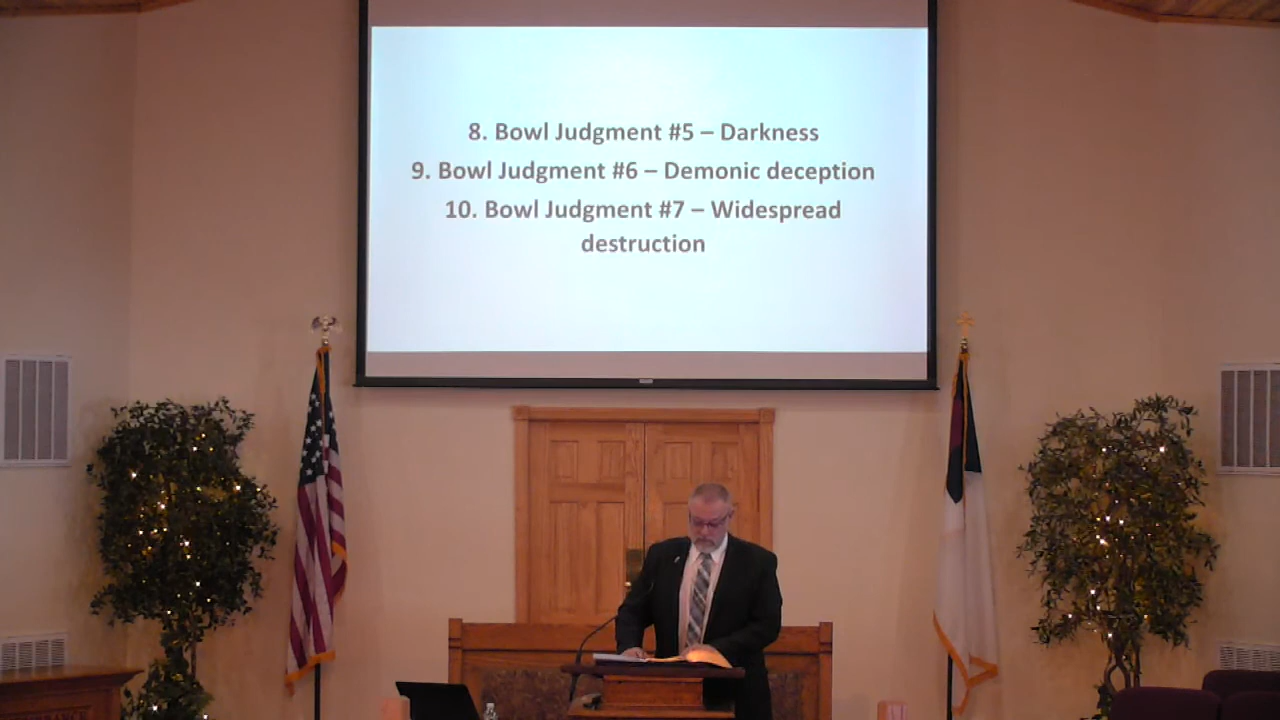 8. Bowl Judgment #5 – Darkness
9. Bowl Judgment #6 – Demonic deception
10. Bowl Judgment #7 – Widespread
destruction